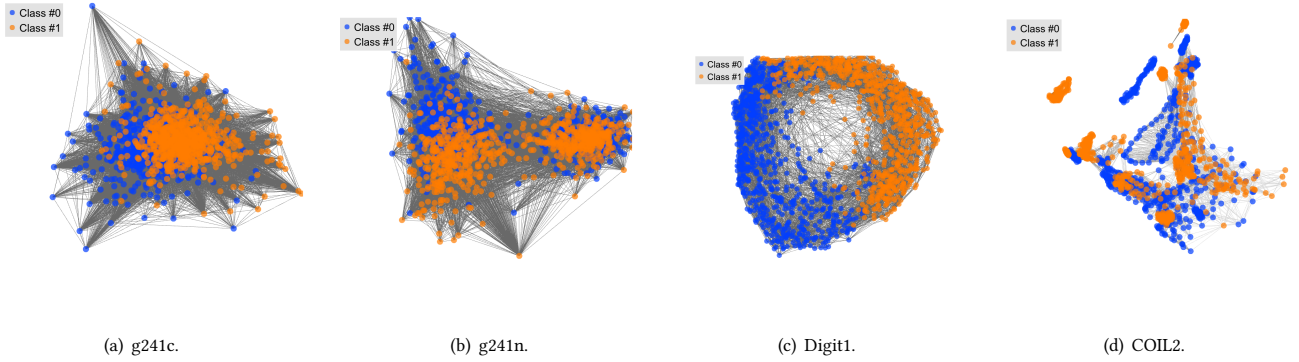 Class #0
Class #1
Class #0
Class #1
Class #0
Class #1
Class #0
Class #1
(a) g241c.
(b) g241n.
(c) Digit1.
(d) COIL2.